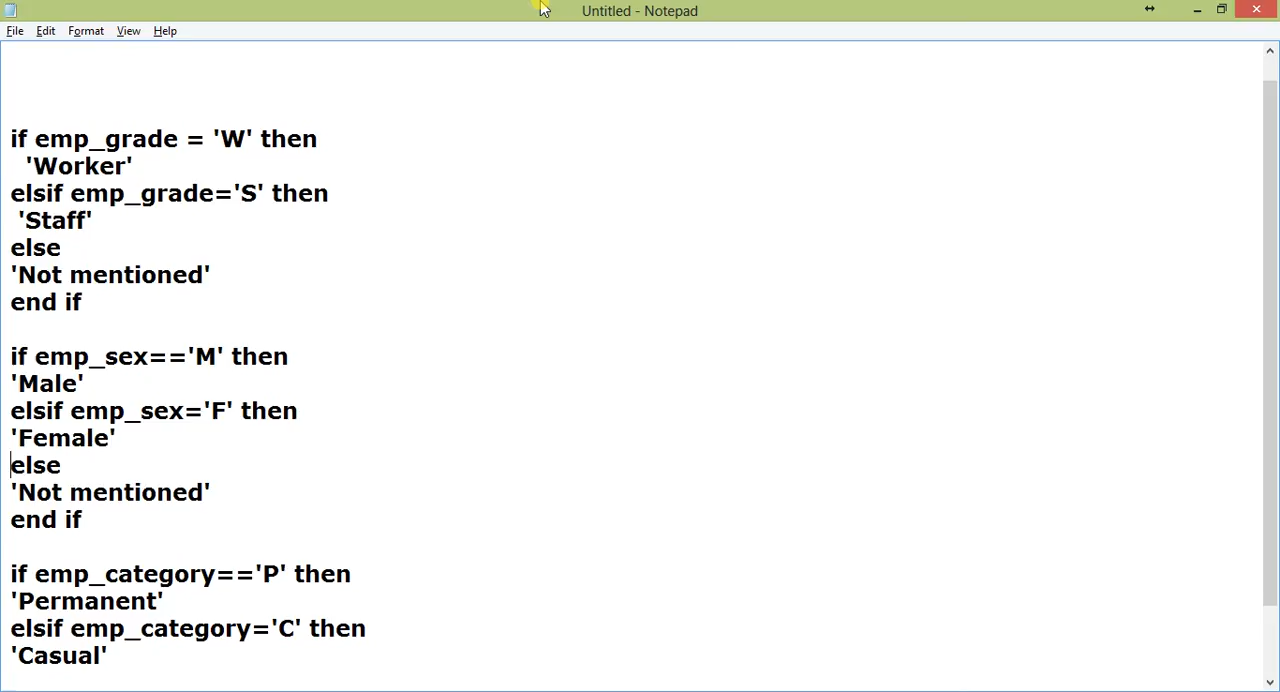 Untitled - Notepad
File Edit Format View Help
if emp_grade = 'W' then
'Worker'
elsif emp_grade='S' then
'Staff'
else
'Not mentioned'
end if
if emp_sex=='M' then
'Male'
elsif emp_sex='F' then
'Female'
else
'Not mentioned'
end if
if emp_category=='P' then
'Permanent'
elsif emp_category='C' then
'Casual'